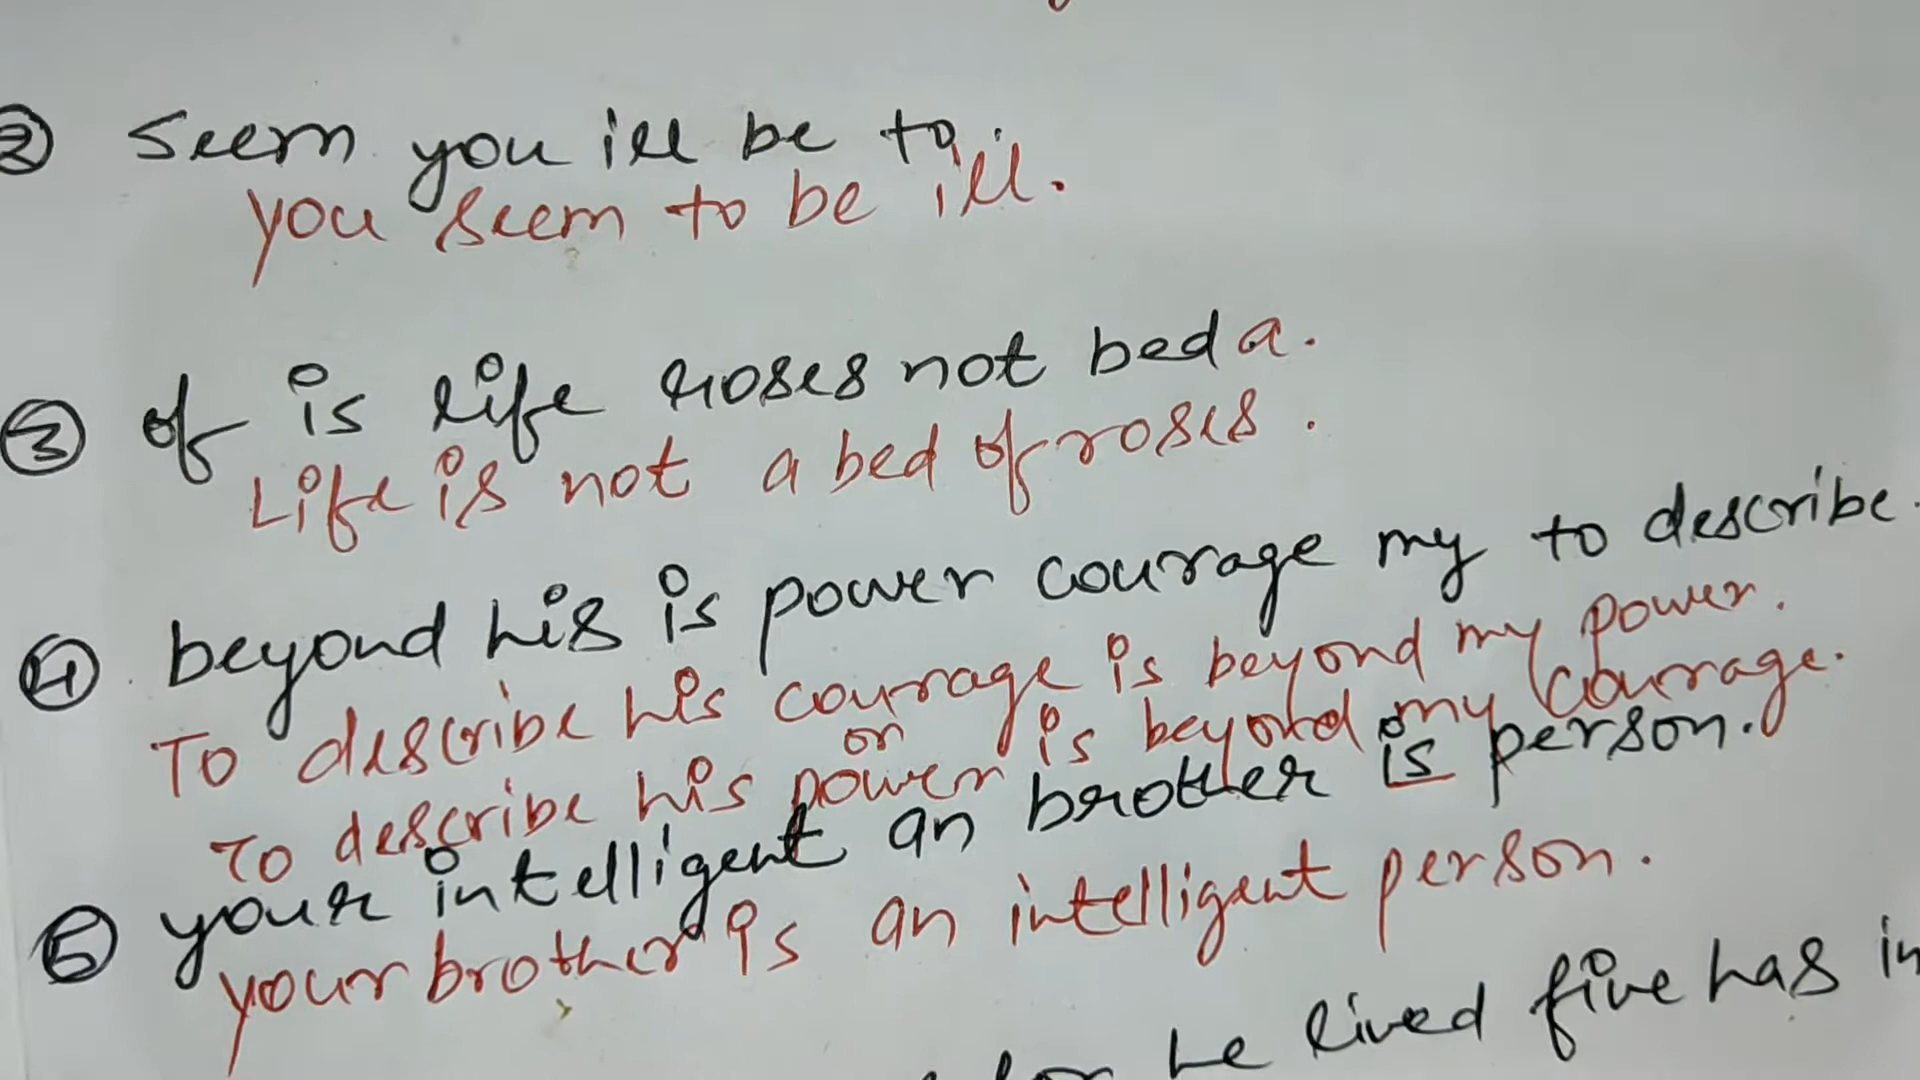 ② Seem you ill be to.
you seem to be ill.
③ of is life roses not bed a.
Life is not a bed of roses.
④ beyond his is power courage my to describe.
To describe his courage is beyond my power.
or
To describe his power is beyond my courage.
⑤ your intelligent an brother is person.
your brother is an intelligent person.
he lived five has in